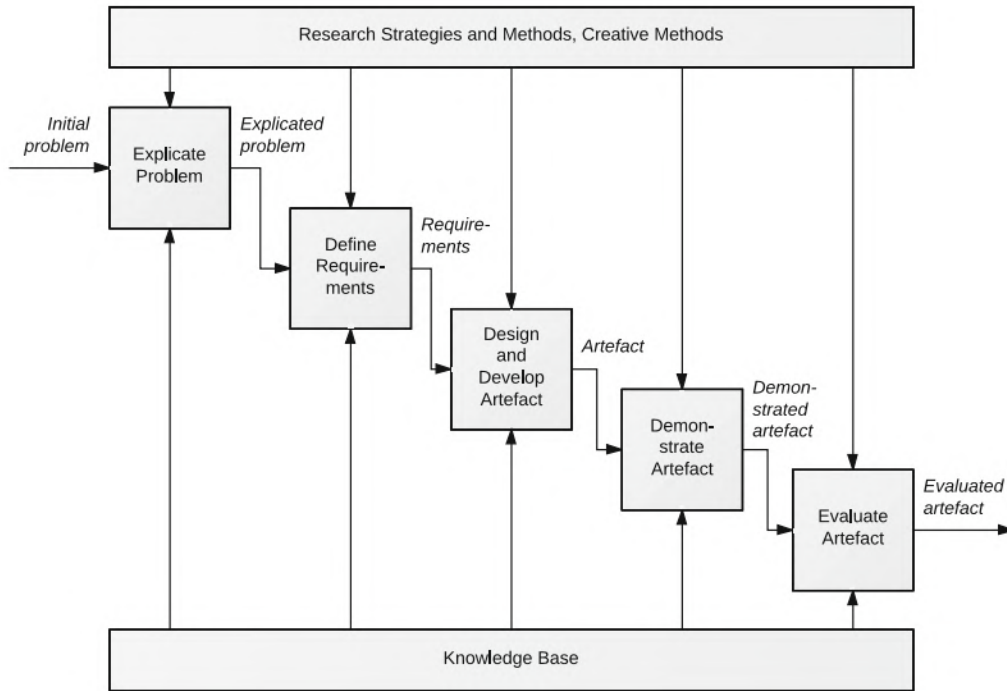 Research Strategies and Methods, Creative Methods
Initial
problem
Explicate
Problem
Explicated
problem
Define
Require-
ments
Require-
ments
Design
and
Develop
Artefact
Artefact
Demon-
strate
Artefact
Demon-
strated
artefact
Evaluate
Artefact
Evaluated
artefact
Knowledge Base